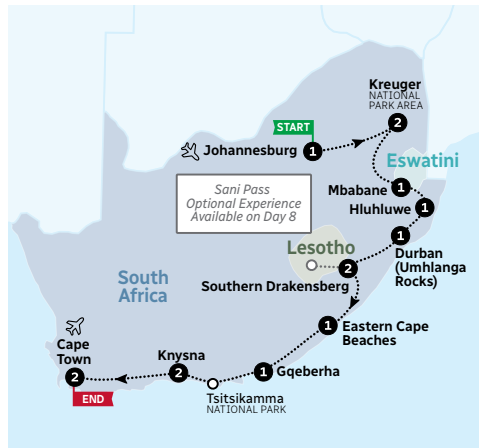 Kreuger
NATIONAL
PARK AREA
2
START
Johannesburg
1
Eswatini
Mbabane
1
Hluhluwe
1
Sani Pass
Optional Experience
Available on Day 8
1
Durban
(Umhlanga
Rocks)
Lesotho
2
Southern Drakensberg
South
Africa
1
Eastern Cape
Beaches
Cape
Town
2
END
Knysna
2
1
Gqeberha
Tsitsikamma
NATIONAL PARK